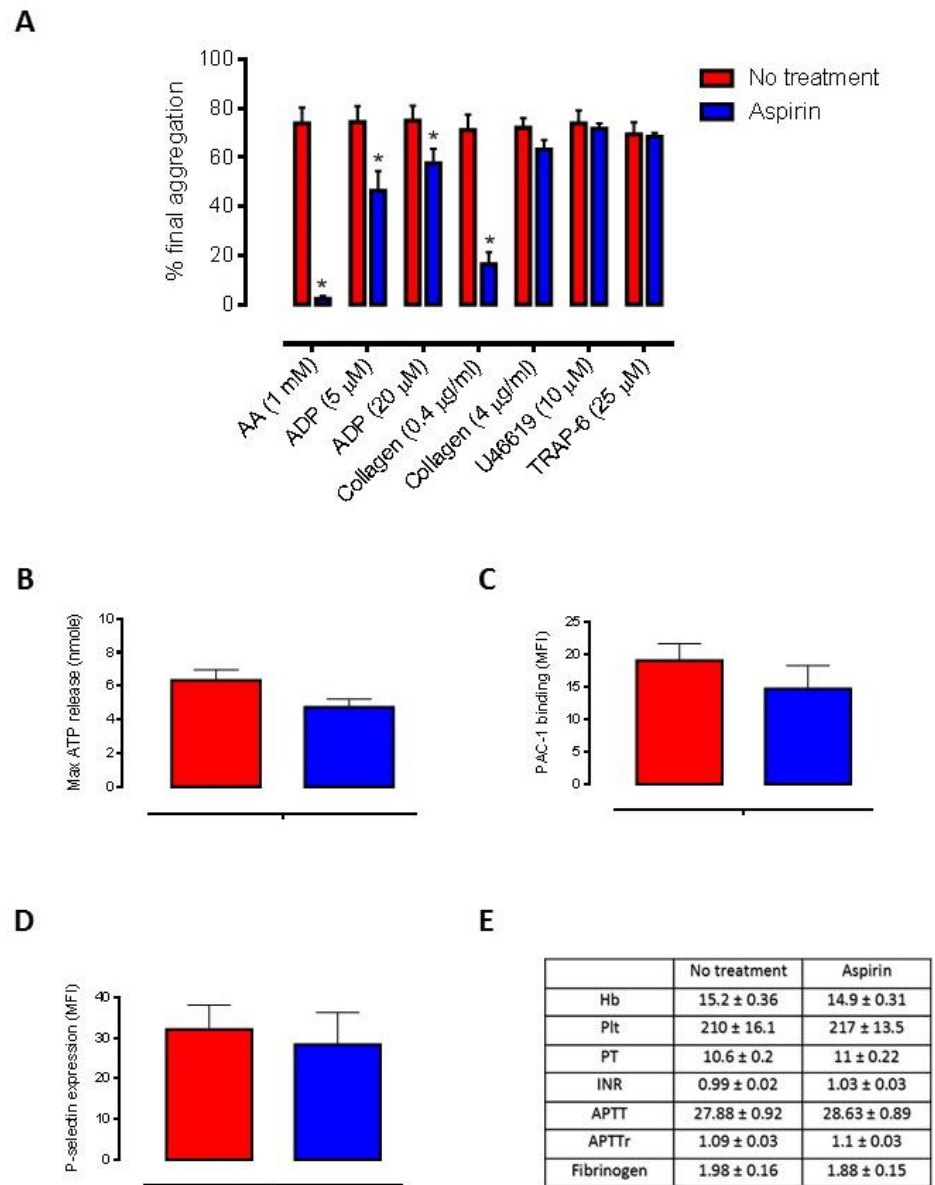 A
100
80
60
40
20
0
% final aggregation
No treatment
Aspirin
*
*
*
*
AA (1 mM)
ADP (5 μM)
ADP (20 μM)
Collagen (0.4 μg/ml)
Collagen (4 μg/ml)
U46619 (10 μM)
TRAP-6 (25 μM)
B
10
8
6
4
2
0
Max ATP release (nmole)
C
25
20
15
10
5
0
PAC-1 binding (MFI)
D
40
30
20
10
0
P-selectin expression (MFI)
E
No treatment Aspirin
Hb 15.2 ± 0.36 14.9 ± 0.31
Plt 210 ± 16.1 217 ± 13.5
PT 10.6 ± 0.2 11 ± 0.22
INR 0.99 ± 0.02 1.03 ± 0.03
APTT 27.88 ± 0.92 28.63 ± 0.89
APTTr 1.09 ± 0.03 1.1 ± 0.03
Fibrinogen 1.98 ± 0.16 1.88 ± 0.15